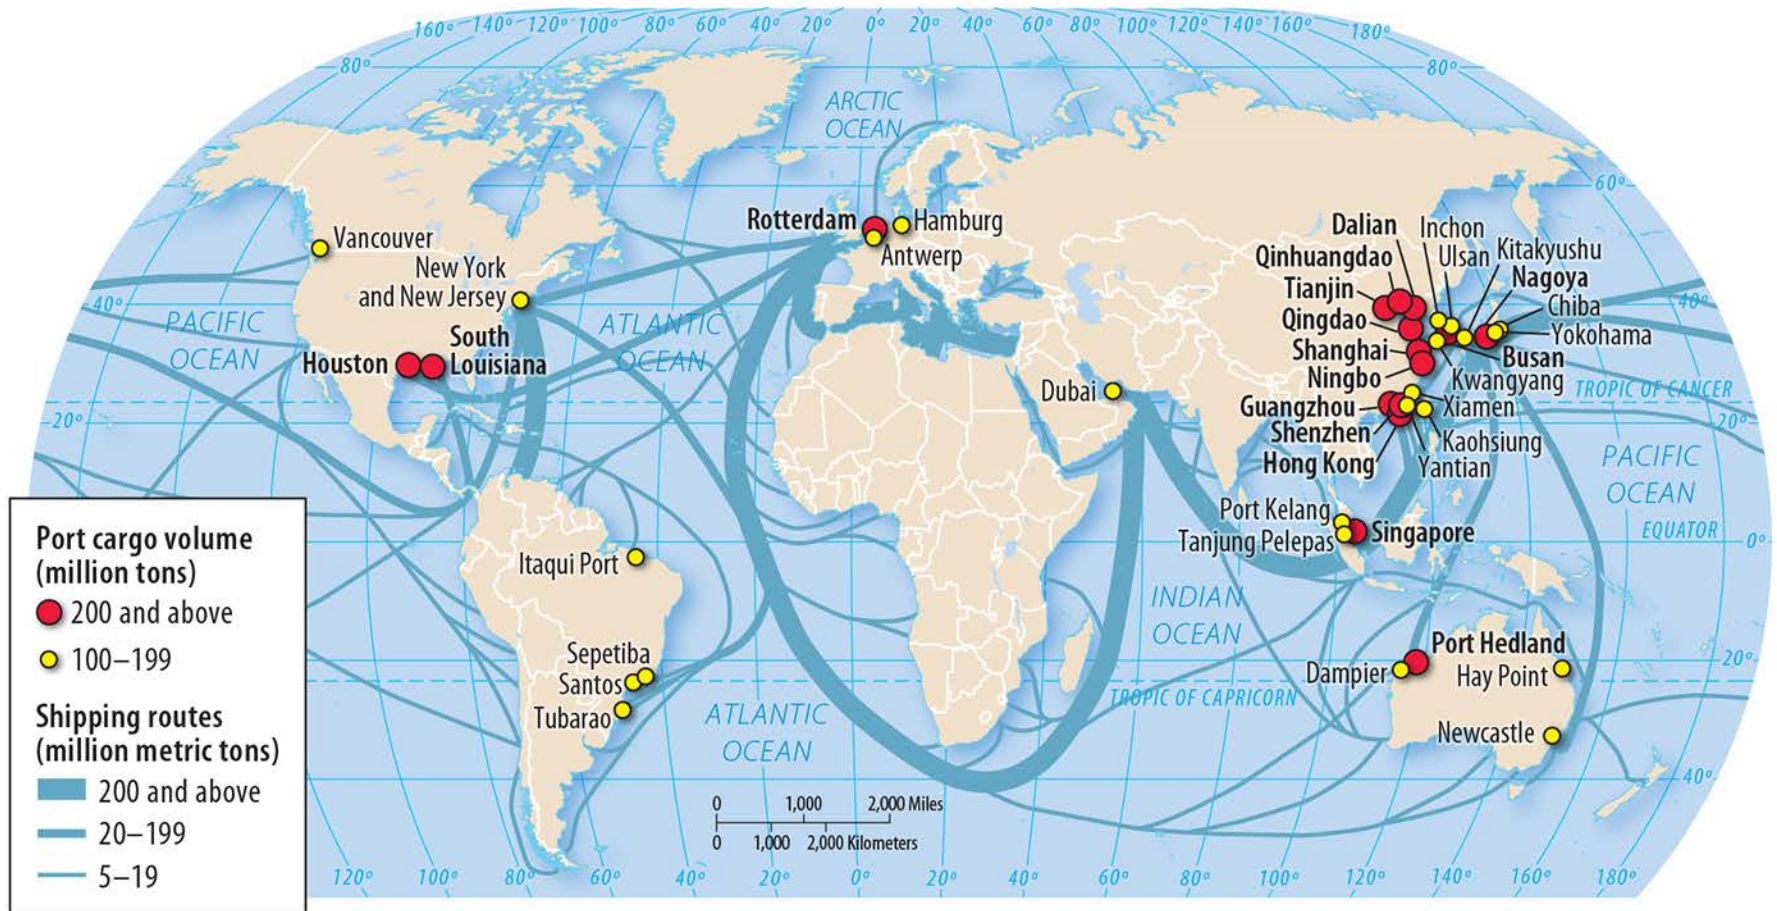 160° 140° 120° 100° 80° 60° 40° 20° 0° 20° 40° 60° 80° 100° 120° 140° 160° 180°
80°
80°
ARCTIC
OCEAN
60°
Rotterdam
Hamburg
Antwerp
Vancouver
New York
and New Jersey
40°
PACIFIC
OCEAN
ATLANTIC
OCEAN
Houston
South
Louisiana
20°
Dubai
Dalian
Inchon
Ulsan
Kitakyushu
Qinhuangdao
Nagoya
Tianjin
Chiba
40°
Qingdao
Yokohama
Shanghai
Busan
Ningbo
Kwangyang
TROPIC OF CANCER
Guangzhou
Xiamen
20°
Shenzhen
Kaohsiung
Hong Kong
Yantian
PACIFIC
OCEAN
Port Kelang
Tanjung Pelepas
Singapore
EQUATOR
0°
Itaqui Port
INDIAN
OCEAN
Sepetiba
Santos
Tubarao
Port Hedland
Dampier
Hay Point
20°
TROPIC OF CAPRICORN
ATLANTIC
OCEAN
Newcastle
40°
0 1,000 2,000 Miles
0 1,000 2,000 Kilometers
120° 100° 80° 60° 40° 20° 0° 20° 40° 60° 80° 100° 120° 140° 160° 180°
Port cargo volume
(million tons)
200 and above
100–199
Shipping routes
(million metric tons)
200 and above
20–199
5–19